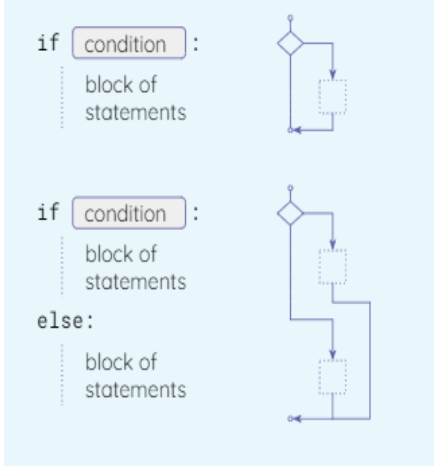 if condition :
block of
statements
if condition :
block of
statements
else:
block of
statements